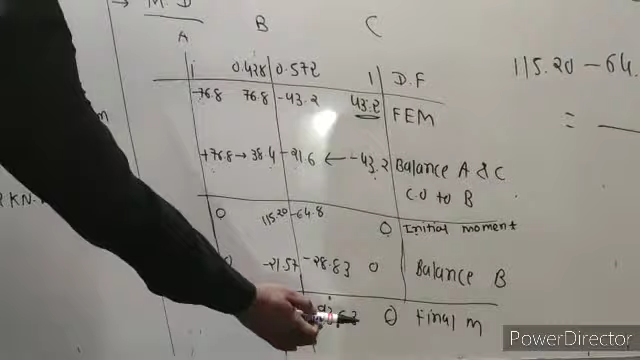 → M.D
A B C
1 0.428 0.572 1 D.F
-76.8 76.8 -43.2 43.2 FEM
+76.8 → 38.4 -21.6 ← -43.2 Balance A & C
C.O to B
0 115.20 -64.8 0 Initial moment
-21.57 -28.83 0 Balance B
0 Final m
115.20 - 64.
=
KN.
m
PowerDirector